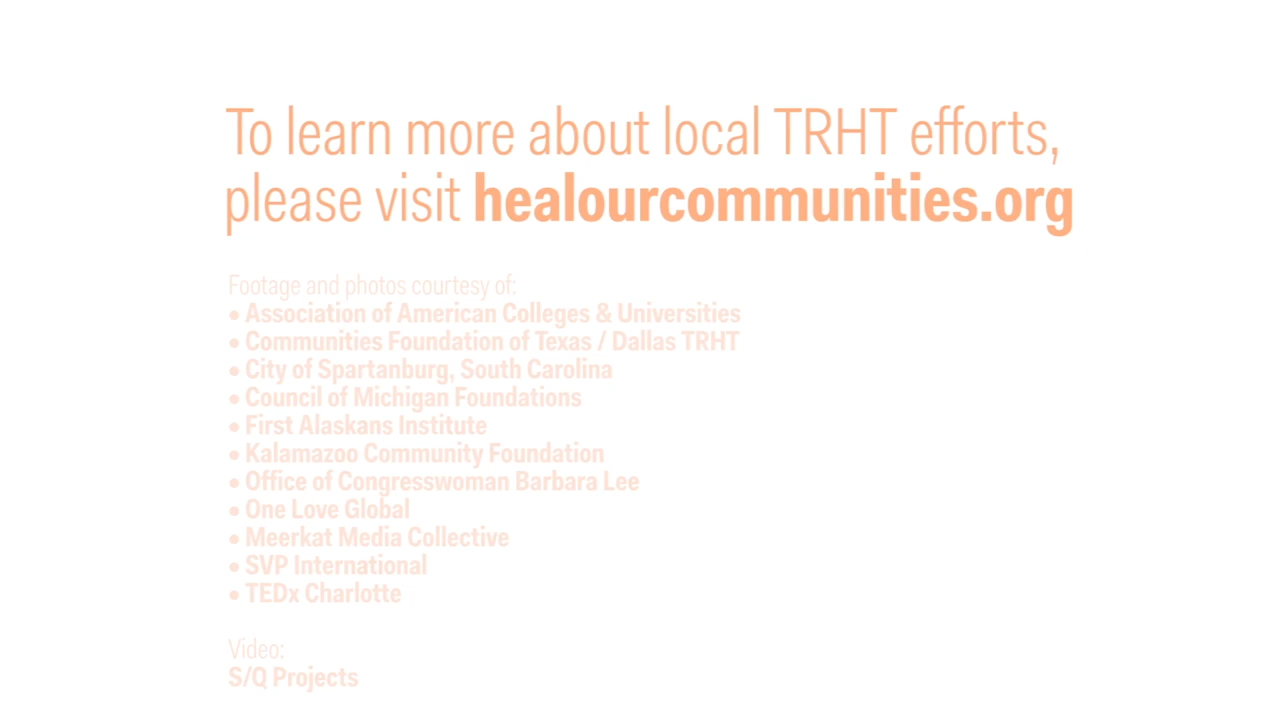 To learn more about local TRHT efforts,
please visit healourcommunities.org
Footage and photos courtesy of:
• Association of American Colleges & Universities
• Communities Foundation of Texas / Dallas TRHT
• City of Spartanburg, South Carolina
• Council of Michigan Foundations
• First Alaskans Institute
• Kalamazoo Community Foundation
• Office of Congresswoman Barbara Lee
• One Love Global
• Meerkat Media Collective
• SVP International
• TEDx Charlotte
Video:
S/Q Projects